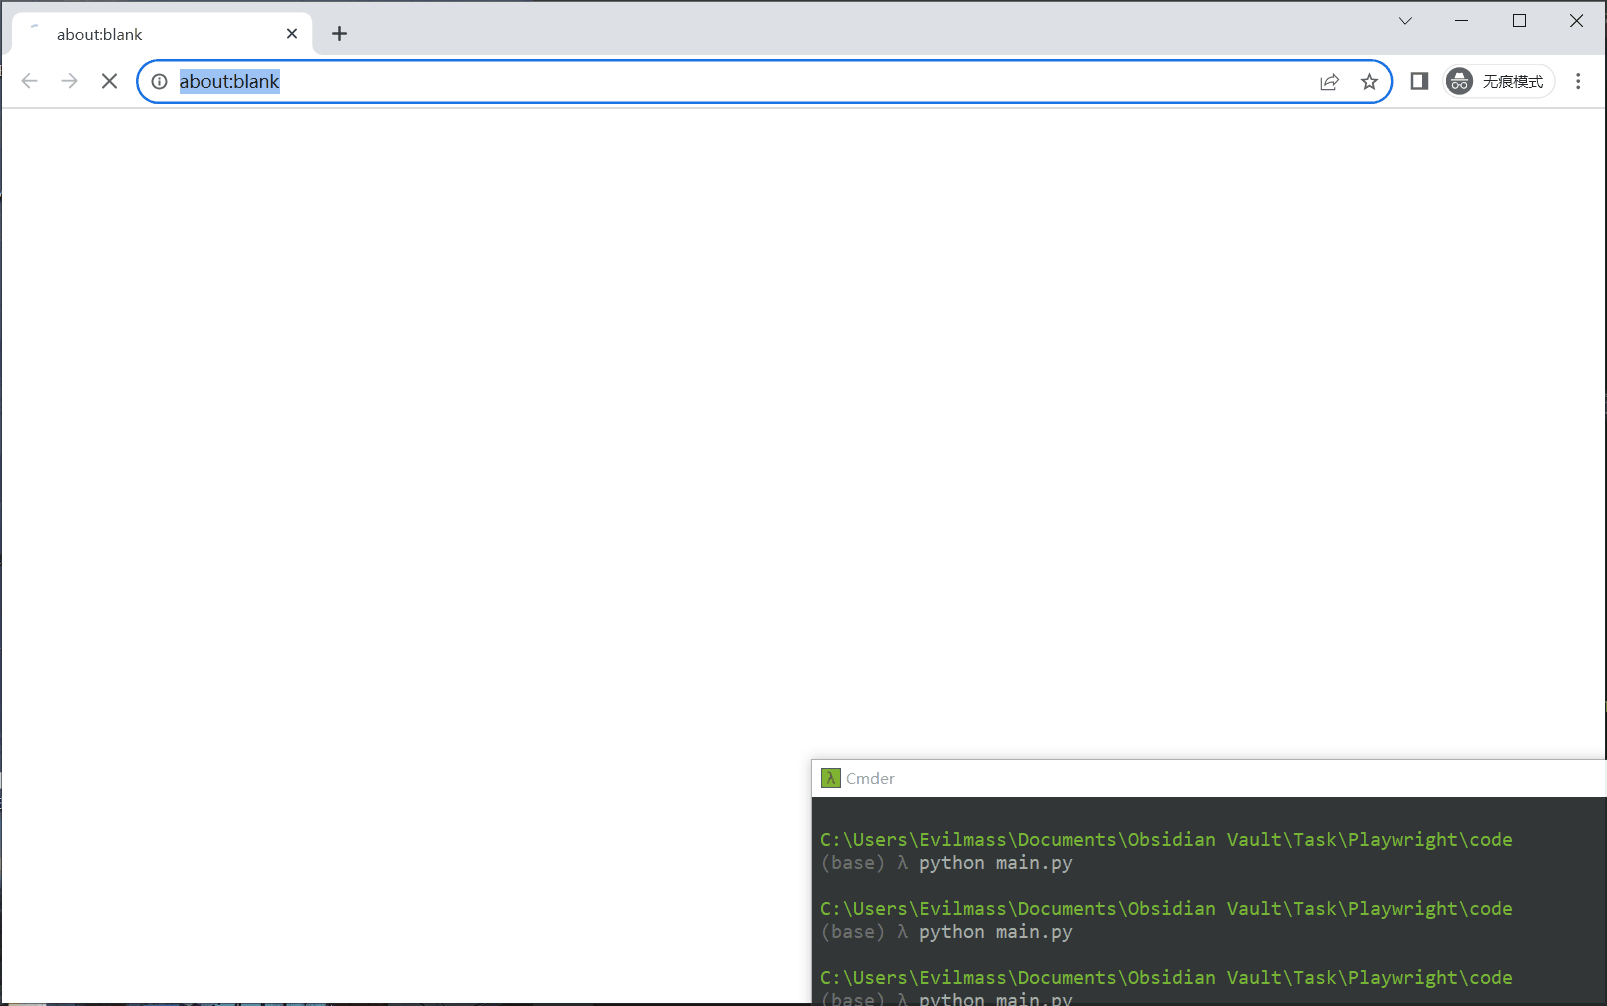 about:blank
about:blank
无痕模式
λ Cmder
C:\Users\Evilmass\Documents\Obsidian Vault\Task\Playwright\code
(base) λ python main.py
C:\Users\Evilmass\Documents\Obsidian Vault\Task\Playwright\code
(base) λ python main.py
C:\Users\Evilmass\Documents\Obsidian Vault\Task\Playwright\code
(base) λ python main.py